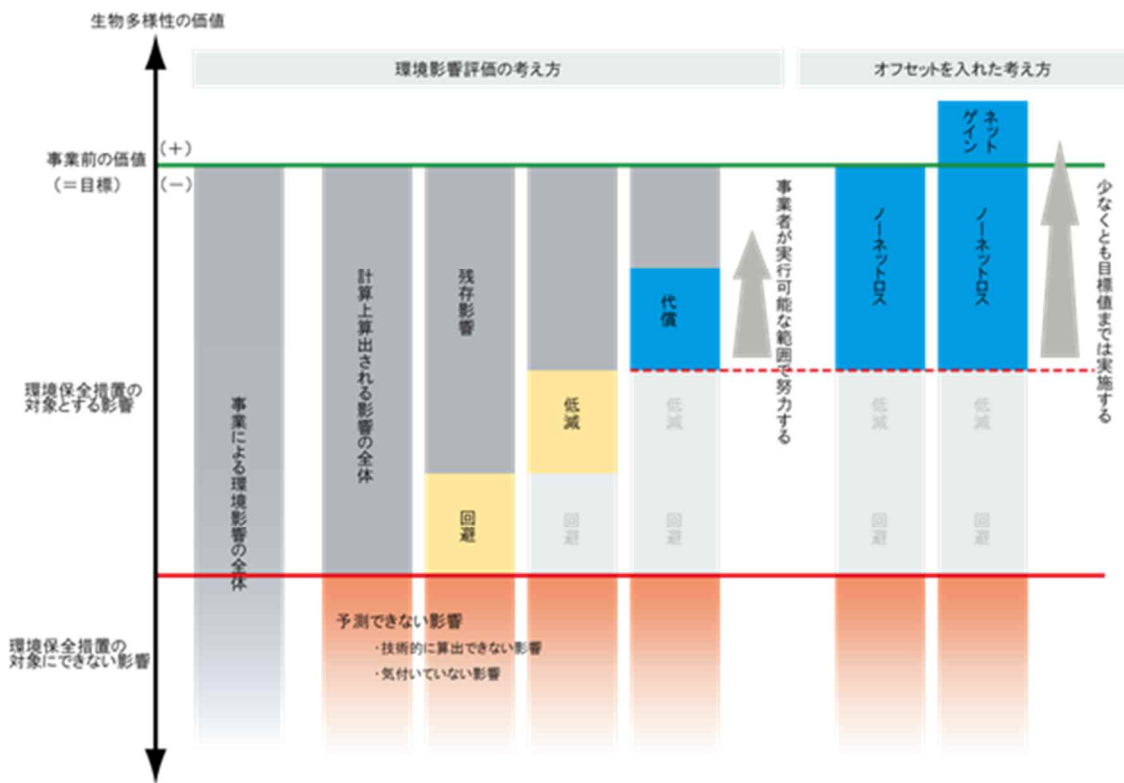 生物多様性の価値
環境影響評価の考え方
オフセットを入れた考え方
事業前の価値
（＝目標）
(+)
(−)
環境保全措置の
対象とする影響
環境保全措置の
対象にできない影響
事業による環境影響の全体
計算上算出される影響の全体
残存影響
回避
低減
回避
代償
低減
回避
事業者が実行可能な範囲で努力する
ノーネットロス
低減
回避
ネット
ゲイン
ノーネットロス
低減
回避
少なくとも目標値までは実施する
予測できない影響
・技術的に算出できない影響
・気付いていない影響